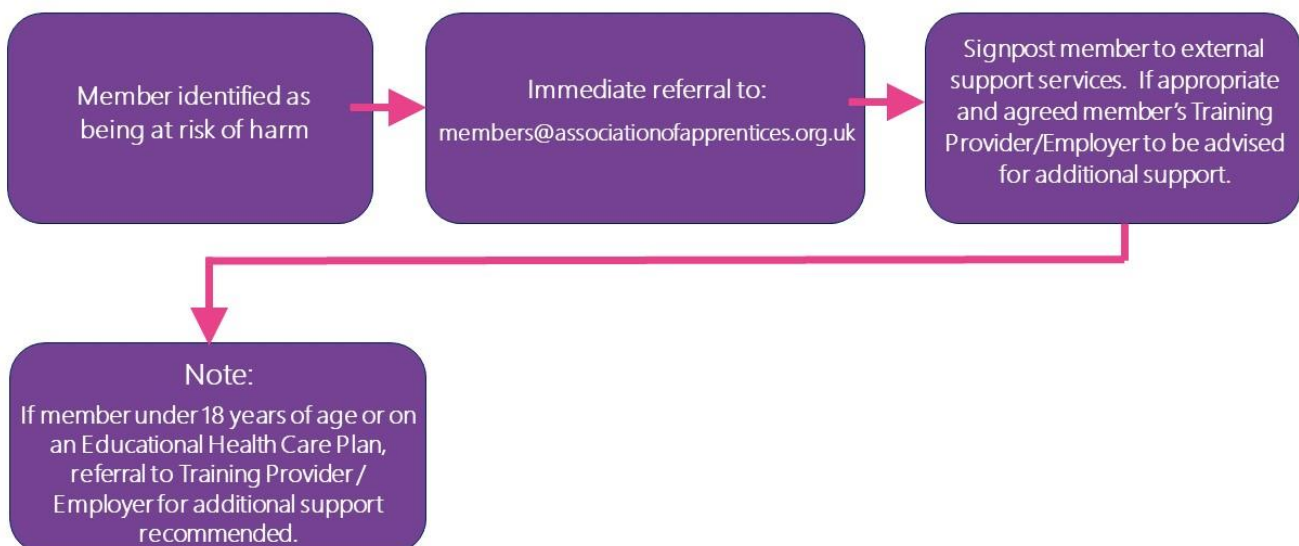 Member identified as
being at risk of harm
Immediate referral to:
members@associationofapprentices.org.uk
Signpost member to external
support services. If appropriate
and agreed member's Training
Provider/Employer to be advised
for additional support.
Note:
If member under 18 years of age or on
an Educational Health Care Plan,
referral to Training Provider /
Employer for additional support
recommended.